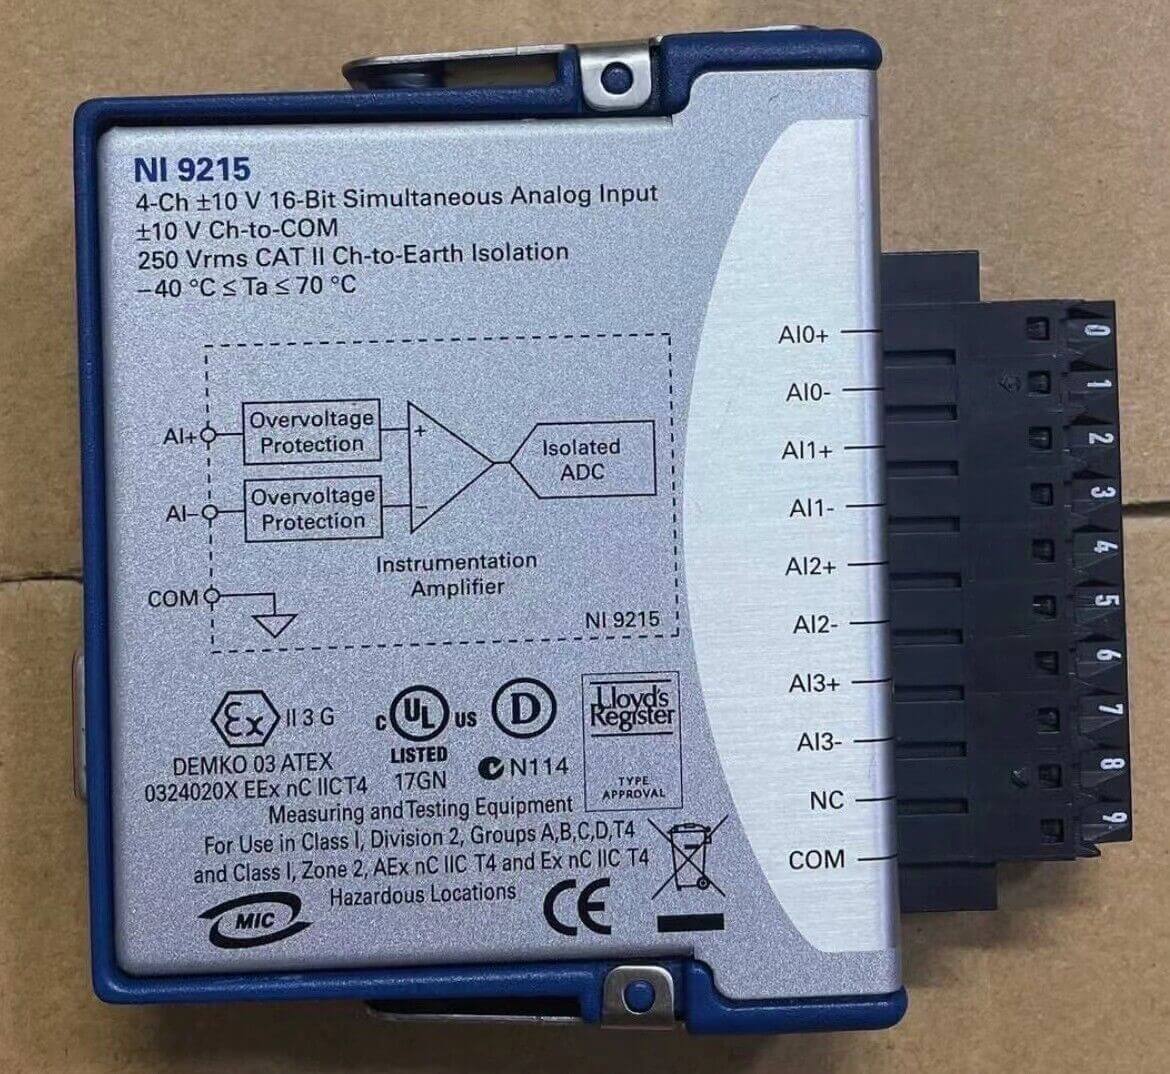 NI 9215
4-Ch ±10 V 16-Bit Simultaneous Analog Input
±10 V Ch-to-COM
250 Vrms CAT II Ch-to-Earth Isolation
−40 °C ≤ Ta ≤ 70 °C
AI+
Overvoltage
Protection
+
Isolated
ADC
AI−
Overvoltage
Protection
−
Instrumentation
Amplifier
COM
NI 9215
Ex II 3 G
DEMKO 03 ATEX
0324020X EEx nC IICT4
c UL US
LISTED
17GN
D
N114
Lloyd's
Register
TYPE
APPROVAL
Measuring and Testing Equipment
For Use in Class I, Division 2, Groups A,B,C,D,T4
and Class I, Zone 2, AEx nC IIC T4 and Ex nC IIC T4
Hazardous Locations
MIC
CE
AI0+
AI0-
AI1+
AI1-
AI2+
AI2-
AI3+
AI3-
NC
COM
0
1
2
3
4
5
6
7
8
9